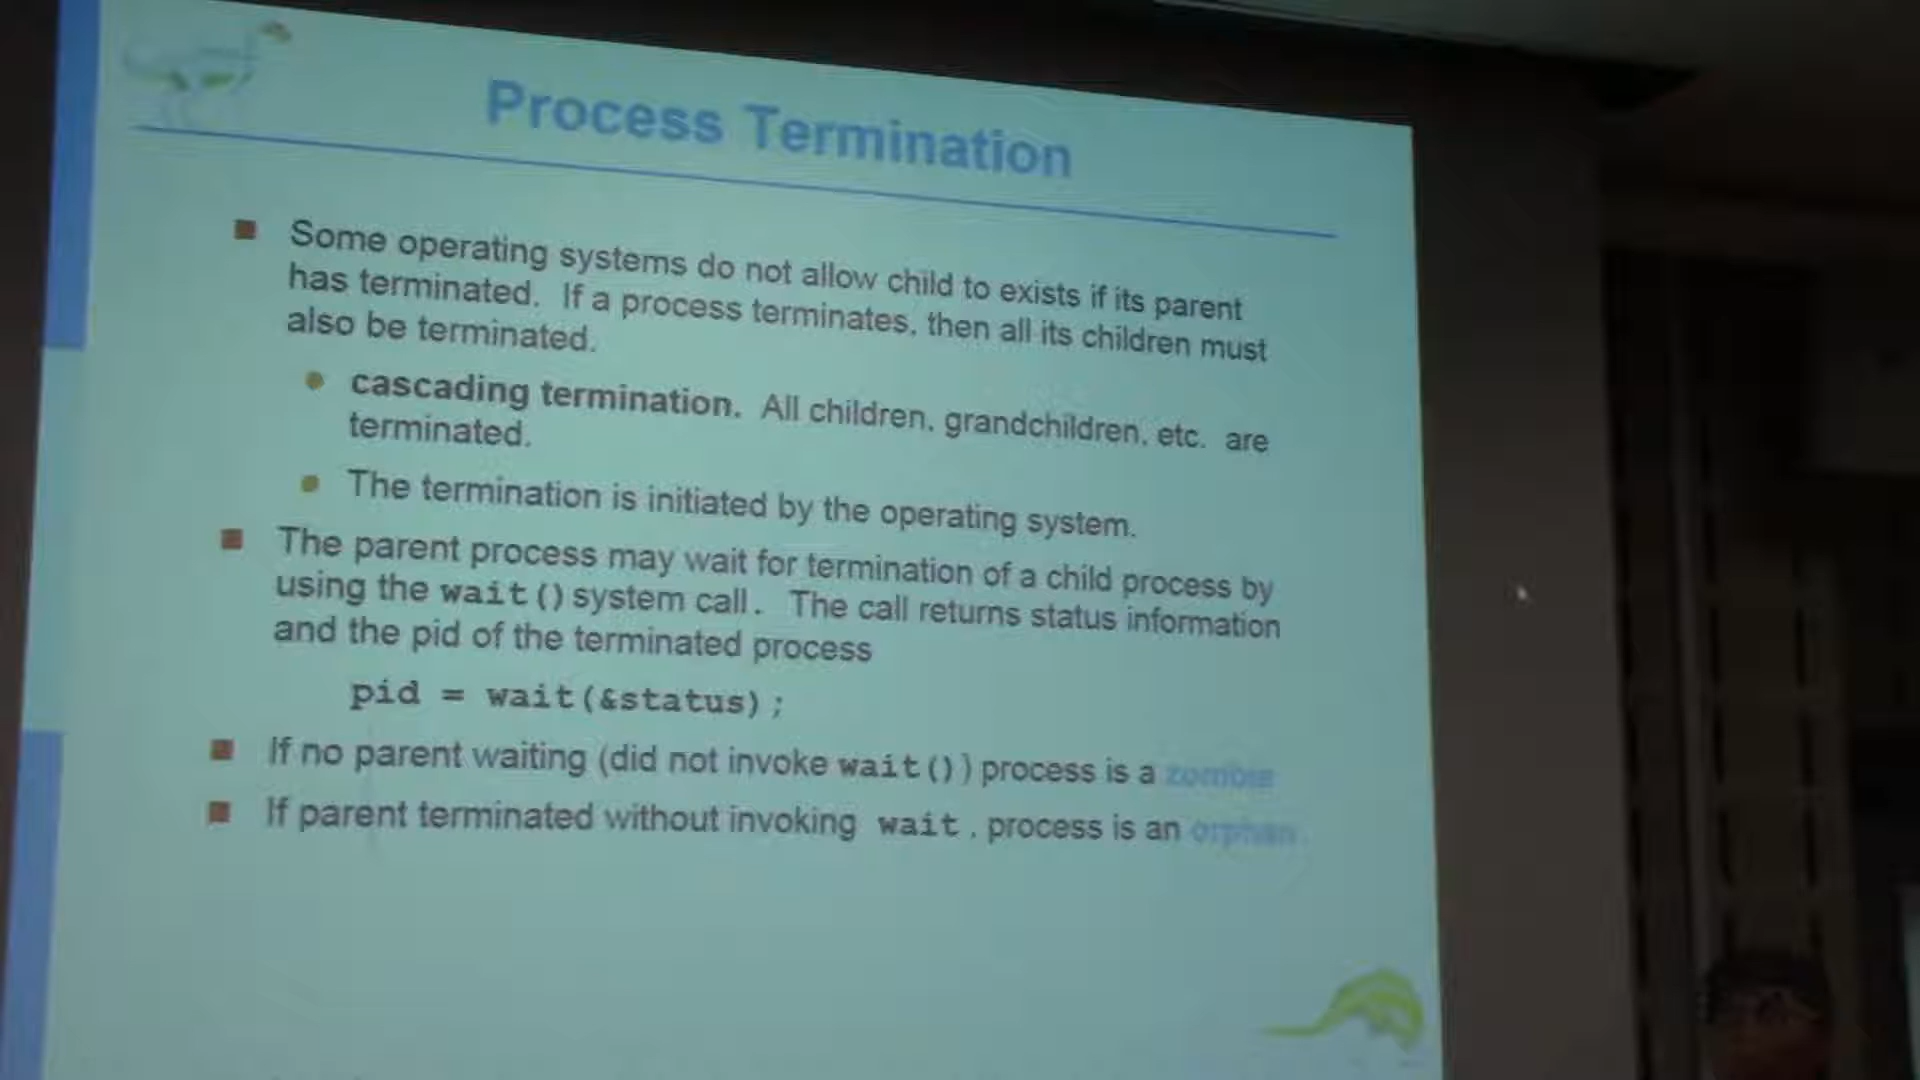 Process Termination
Some operating systems do not allow child to exists if its parent
has terminated. If a process terminates, then all its children must
also be terminated.
cascading termination. All children, grandchildren, etc. are
terminated.
The termination is initiated by the operating system.
The parent process may wait for termination of a child process by
using the wait() system call. The call returns status information
and the pid of the terminated process
pid = wait(&status);
If no parent waiting (did not invoke wait()) process is a zombie
If parent terminated without invoking wait, process is an orphan